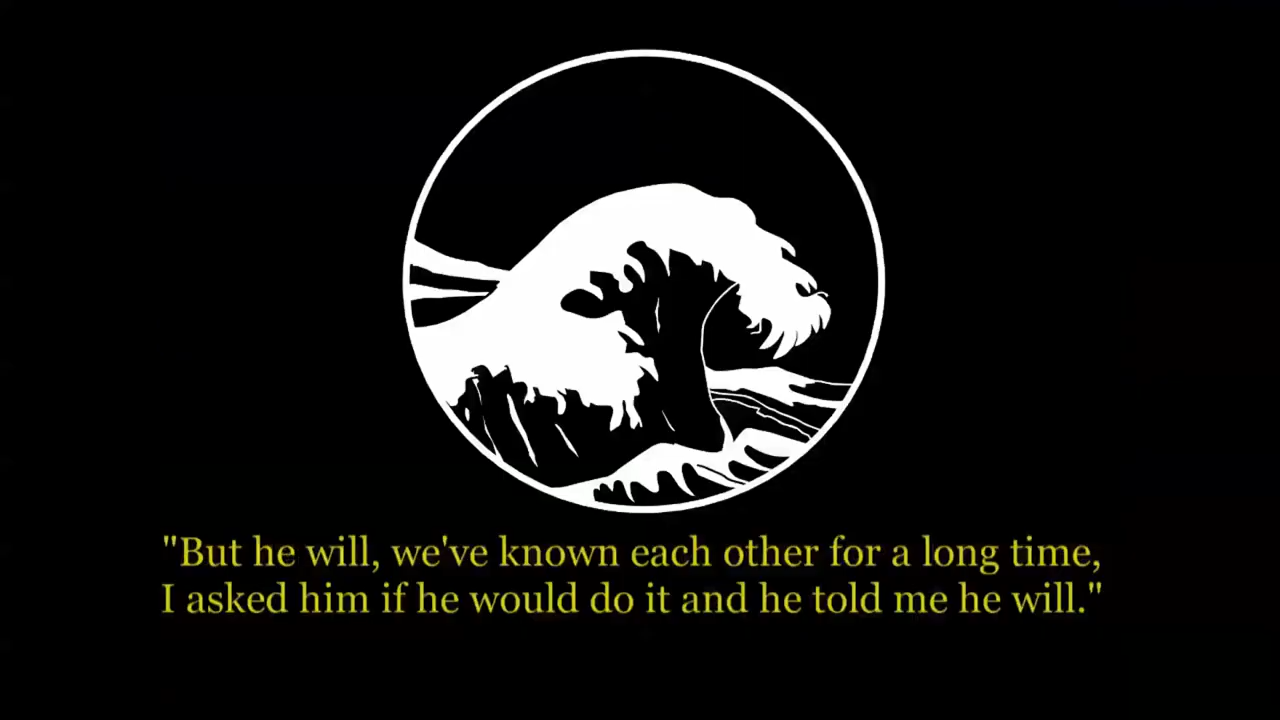 "But he will, we've known each other for a long time,
I asked him if he would do it and he told me he will."